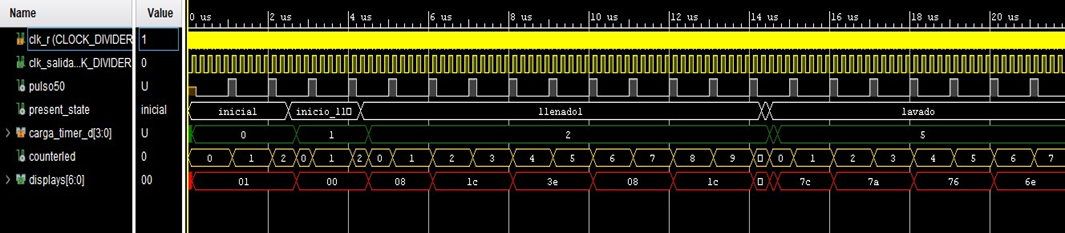 Name Value 0 us 2 us 4 us 6 us 8 us 10 us 12 us 14 us 16 us 18 us 20 us
clk_r (CLOCK_DIVIDER 1
clk_salida...K_DIVIDER 0
pulso50 U
present_state inicial inicial inicio_ll llenado1 lavado
carga_timer_d[3:0] U 0 1 2 5
counterled 0 0 1 2 0 1 2 0 1 2 3 4 5 6 7 8 9 0 1 2 3 4 5 6 7
displays[6:0] 00 01 00 08 1c 3e 08 1c 7c 7a 76 6e